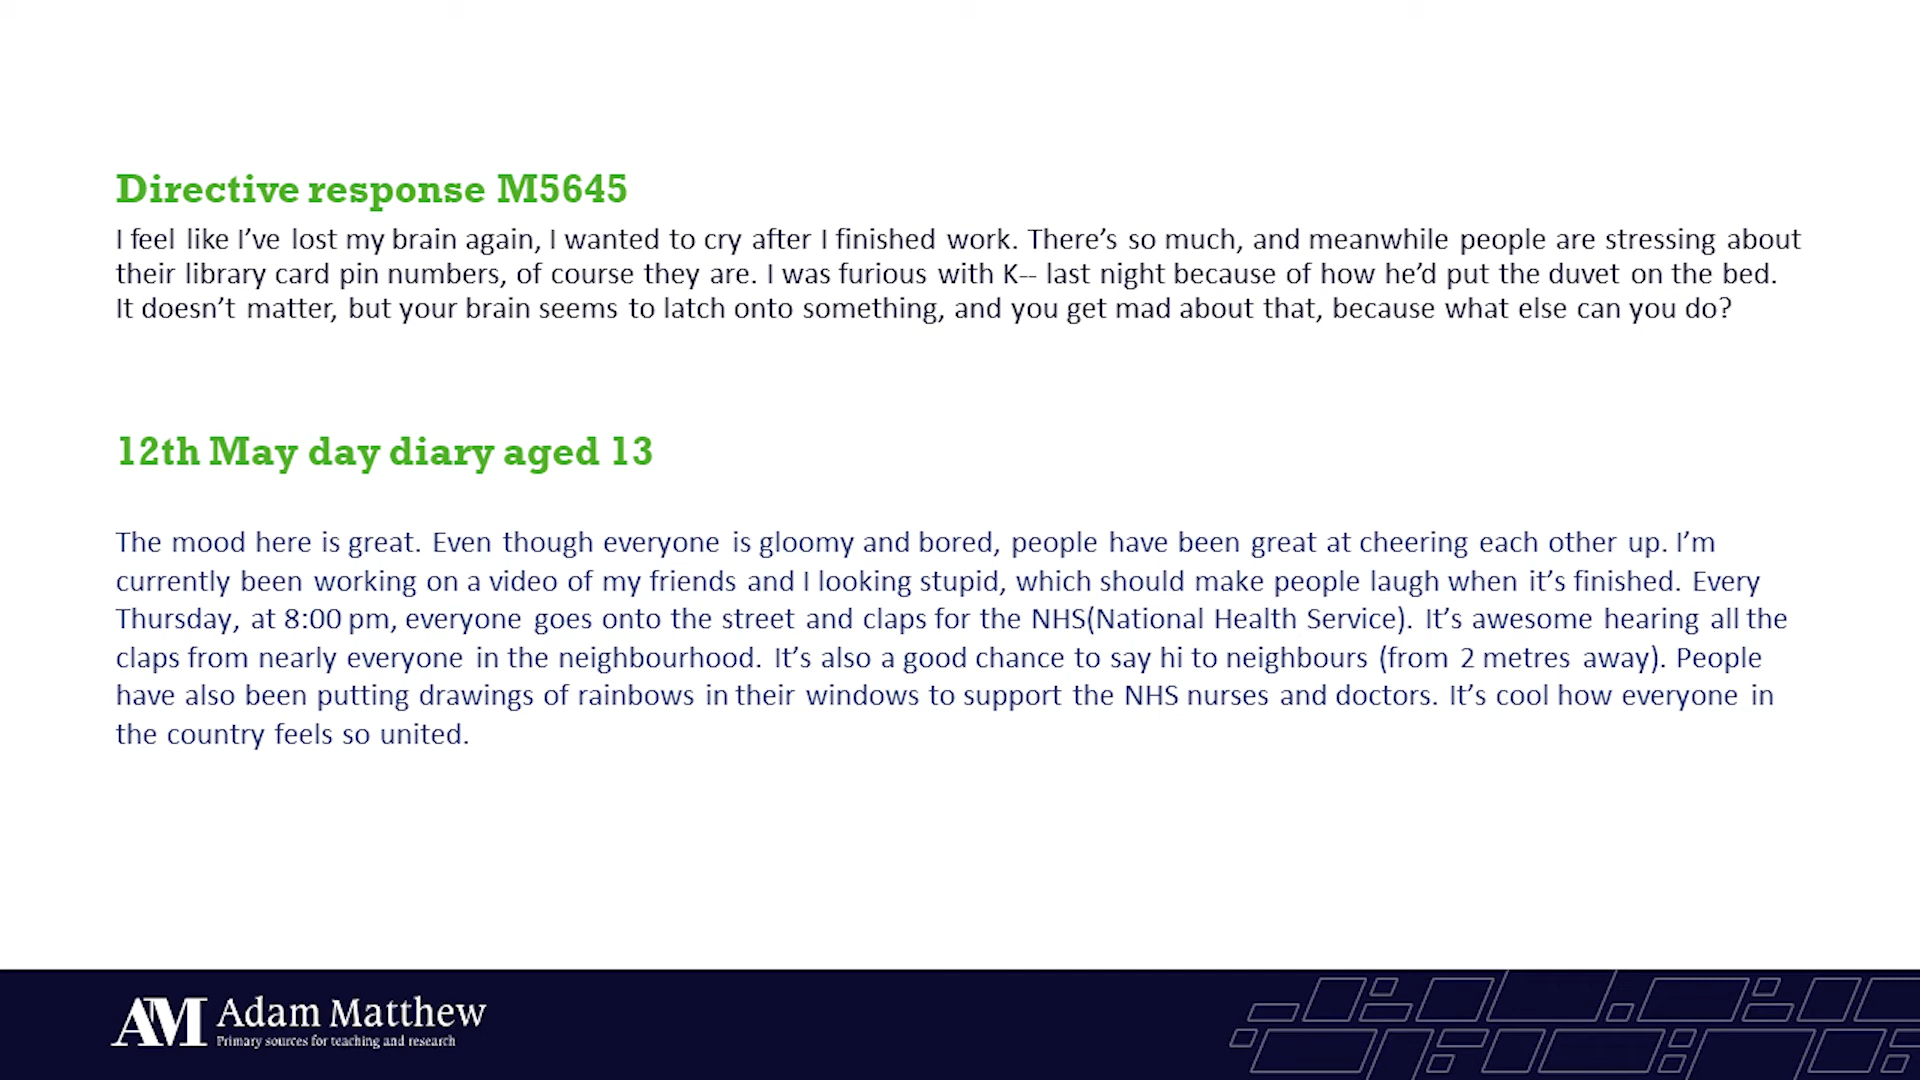 Directive response M5645
I feel like I’ve lost my brain again, I wanted to cry after I finished work. There’s so much, and meanwhile people are stressing about
their library card pin numbers, of course they are. I was furious with K-- last night because of how he’d put the duvet on the bed.
It doesn’t matter, but your brain seems to latch onto something, and you get mad about that, because what else can you do?
12th May day diary aged 13
The mood here is great. Even though everyone is gloomy and bored, people have been great at cheering each other up. I’m
currently been working on a video of my friends and I looking stupid, which should make people laugh when it’s finished. Every
Thursday, at 8:00 pm, everyone goes onto the street and claps for the NHS(National Health Service). It’s awesome hearing all the
claps from nearly everyone in the neighbourhood. It’s also a good chance to say hi to neighbours (from 2 metres away). People
have also been putting drawings of rainbows in their windows to support the NHS nurses and doctors. It’s cool how everyone in
the country feels so united.
AM Adam Matthew
Primary sources for teaching and research